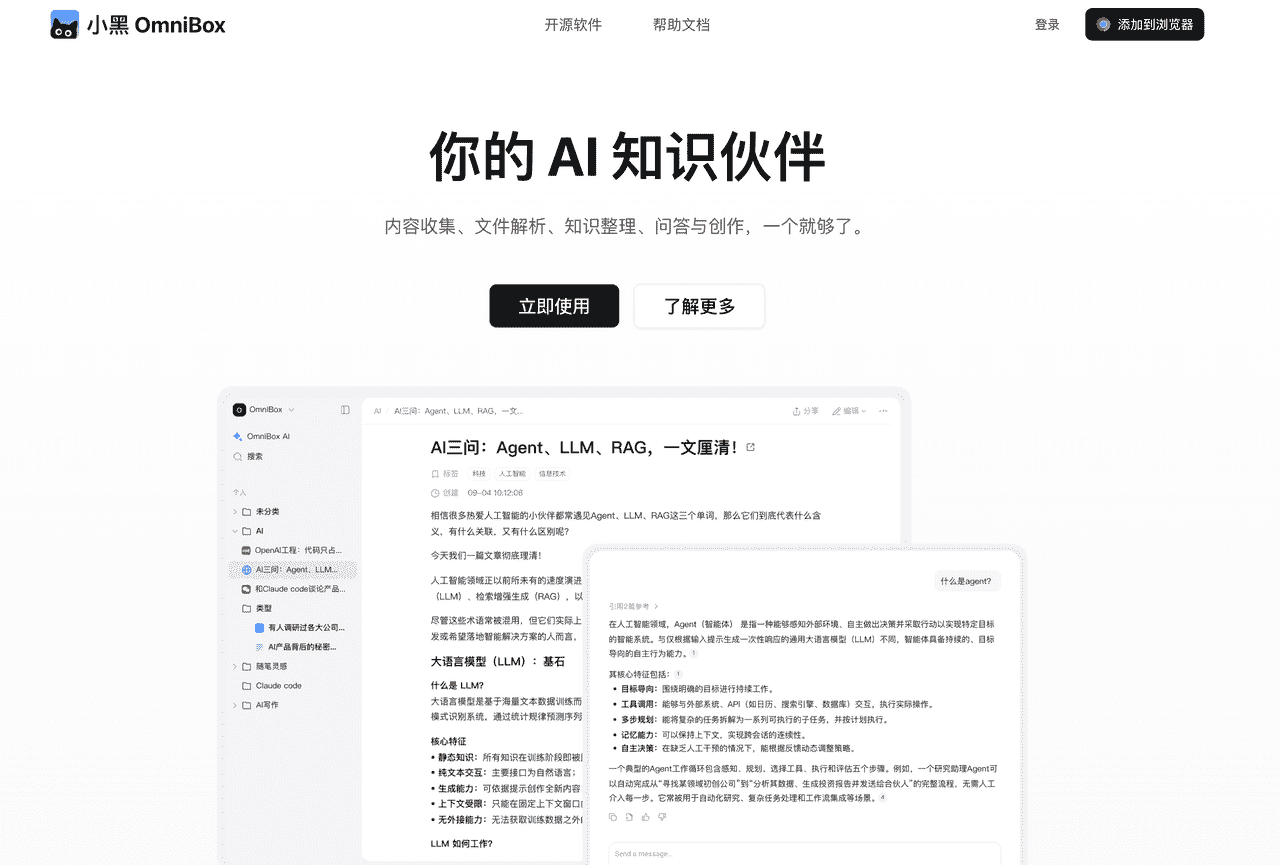 小黑 OmniBox
开源软件
帮助文档
登录
添加到浏览器
你的 AI 知识伙伴
内容收集、文件解析、知识整理、问答与创作，一个就够了。
立即使用
了解更多
OmniBox
OmniBox AI
搜索
个人
未分类
AI
OpenAI工程：代码只占...
AI三问：Agent、LLM...
和Claude code谈论产品...
类型
有人调研过各大公司...
AI产品背后的秘密...
随笔灵感
Claude code
AI写作
AI / AI三问：Agent、LLM、RAG，一文...
分享
编辑
AI三问：Agent、LLM、RAG，一文厘清！
标签 科技 人工智能 信息技术
创建 09-04 10:12:08
相信很多热爱人工智能的小伙伴都常遇见Agent、LLM、RAG这三个单词，那么它们到底代表什么含
义，有什么关联，又有什么区别呢？
今天我们一篇文章彻底理清！
人工智能领域正以前所未有的速度演进
（LLM）、检索增强生成（RAG），以
尽管这些术语常被混用，但它们实际上
发或希望落地智能解决方案的人而言，
大语言模型（LLM）：基石
什么是 LLM?
大语言模型是基于海量文本数据训练而
模式识别系统，通过统计规律预测序列
核心特征
• 静态知识：所有知识在训练阶段即被
• 纯文本交互：主要接口为自然语言；
• 生成能力：可依据提示创作全新内容
• 上下文受限：只能在固定上下文窗口
• 无外接能力：无法获取训练数据之外
LLM 如何工作?
什么是agent?
引用2篇参考
在人工智能领域，Agent（智能体） 是指一种能够感知外部环境、自主做出决策并采取行动以实现特定目标
的智能系统。与仅根据输入提示生成一次性响应的通用大语言模型（LLM）不同，智能体具备持续的、目标
导向的自主行为能力。 1
其核心特征包括： 1
• 目标导向：围绕明确的目标进行持续工作。
• 工具调用：能够与外部系统、API（如日历、搜索引擎、数据库）交互，执行实际操作。
• 多步规划：能将复杂的任务拆解为一系列可执行的子任务，并按计划执行。
• 记忆能力：可以保持上下文，实现跨会话的连续性。
• 自主决策：在缺乏人工干预的情况下，能根据反馈动态调整策略。
一个典型的Agent工作循环包含感知、规划、选择工具、执行和评估五个步骤。例如，一个研究助理Agent可
以自动完成从“寻找某领域初创公司”到“分析其数据、生成投资报告并发送给合伙人”的完整流程，无需人工
介入每一步。它常被用于自动化研究、复杂任务处理和工作流集成等场景。 4
Send a message...